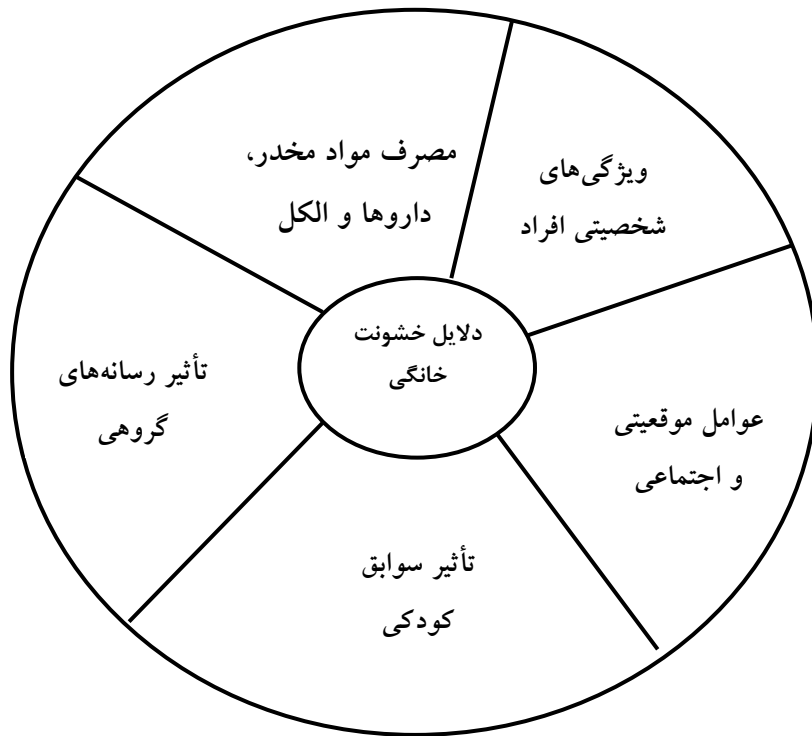 دلایل خشونت
خانگی
ویژگی‌های
شخصیتی افراد
عوامل موقعیتی
و اجتماعی
تأثیر سوابق
کودکی
تأثیر رسانه‌های
گروهی
مصرف مواد مخدر،
داروها و الکل